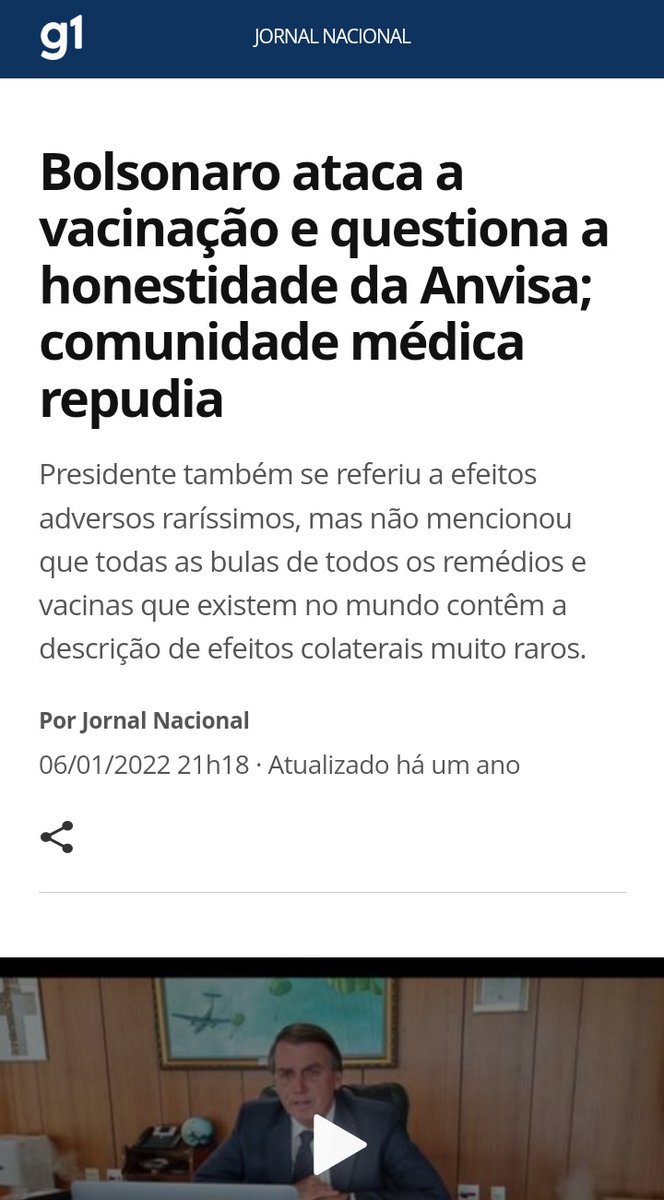 g1
JORNAL NACIONAL
Bolsonaro ataca a
vacinação e questiona a
honestidade da Anvisa;
comunidade médica
repudia
Presidente também se referiu a efeitos
adversos raríssimos, mas não mencionou
que todas as bulas de todos os remédios e
vacinas que existem no mundo contêm a
descrição de efeitos colaterais muito raros.
Por Jornal Nacional
06/01/2022 21h18 · Atualizado há um ano